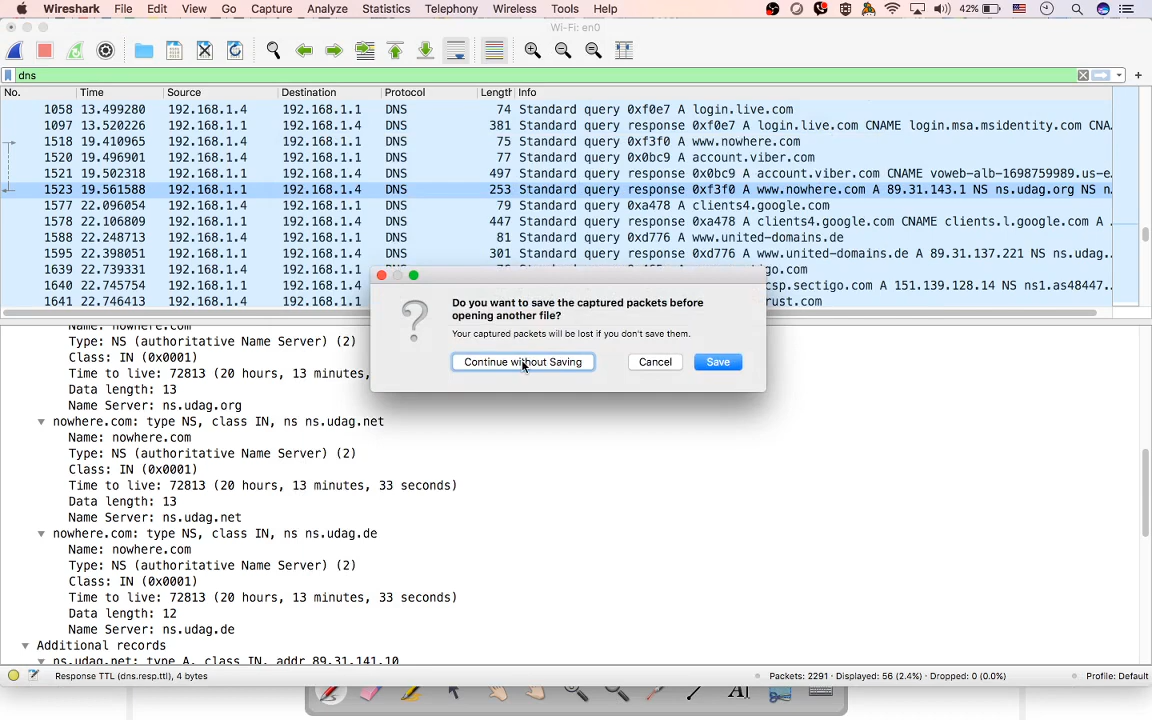 Wireshark File Edit View Go Capture Analyze Statistics Telephony Wireless Tools Help 42%
Wi-Fi: en0
dns
No. Time Source Destination Protocol Length Info
1058 13.499280 192.168.1.4 192.168.1.1 DNS 74 Standard query 0xf0e7 A login.live.com
1097 13.520226 192.168.1.1 192.168.1.4 DNS 381 Standard query response 0xf0e7 A login.live.com CNAME login.msa.msidentity.com CNA…
1518 19.410965 192.168.1.4 192.168.1.1 DNS 75 Standard query 0xf3f0 A www.nowhere.com
1520 19.496901 192.168.1.4 192.168.1.1 DNS 77 Standard query 0x0bc9 A account.viber.com
1521 19.502318 192.168.1.1 192.168.1.4 DNS 497 Standard query response 0x0bc9 A account.viber.com CNAME voweb-alb-1698759989.us-e…
1523 19.561588 192.168.1.1 192.168.1.4 DNS 253 Standard query response 0xf3f0 A www.nowhere.com A 89.31.143.1 NS ns.udag.org NS n…
1577 22.096054 192.168.1.4 192.168.1.1 DNS 79 Standard query 0xa478 A clients4.google.com
1578 22.106809 192.168.1.1 192.168.1.4 DNS 447 Standard query response 0xa478 A clients4.google.com CNAME clients.l.google.com A …
1588 22.248713 192.168.1.4 192.168.1.1 DNS 81 Standard query 0xd776 A www.united-domains.de
1595 22.398051 192.168.1.1 192.168.1.4 DNS 301 Standard query response 0xd776 A www.united-domains.de A 89.31.137.221 NS ns.udag…
1639 22.739331 192.168.1.4 192.168.1.1 DNS sectigo.com
1640 22.745754 192.168.1.1 192.168.1.4 csp.sectigo.com A 151.139.128.14 NS ns1.as48447…
1641 22.746413 192.168.1.4 192.168.1.1 rust.com
Do you want to save the captured packets before
opening another file?
Your captured packets will be lost if you don't save them.
Continue without Saving Cancel Save
Name: nowhere.com
Type: NS (authoritative Name Server) (2)
Class: IN (0x0001)
Time to live: 72813 (20 hours, 13 minutes,
Data length: 13
Name Server: ns.udag.org
nowhere.com: type NS, class IN, ns ns.udag.net
Name: nowhere.com
Type: NS (authoritative Name Server) (2)
Class: IN (0x0001)
Time to live: 72813 (20 hours, 13 minutes, 33 seconds)
Data length: 13
Name Server: ns.udag.net
nowhere.com: type NS, class IN, ns ns.udag.de
Name: nowhere.com
Type: NS (authoritative Name Server) (2)
Class: IN (0x0001)
Time to live: 72813 (20 hours, 13 minutes, 33 seconds)
Data length: 12
Name Server: ns.udag.de
Additional records
ns.udag.net: type A, class IN, addr 89.31.141.10
Response TTL (dns.resp.ttl), 4 bytes Packets: 2291 · Displayed: 56 (2.4%) · Dropped: 0 (0.0%) Profile: Default